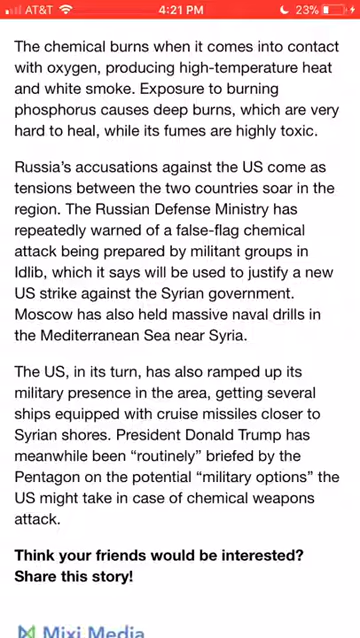 AT&T 4:21 PM 23%
The chemical burns when it comes into contact
with oxygen, producing high-temperature heat
and white smoke. Exposure to burning
phosphorus causes deep burns, which are very
hard to heal, while its fumes are highly toxic.
Russia’s accusations against the US come as
tensions between the two countries soar in the
region. The Russian Defense Ministry has
repeatedly warned of a false-flag chemical
attack being prepared by militant groups in
Idlib, which it says will be used to justify a new
US strike against the Syrian government.
Moscow has also held massive naval drills in
the Mediterranean Sea near Syria.
The US, in its turn, has also ramped up its
military presence in the area, getting several
ships equipped with cruise missiles closer to
Syrian shores. President Donald Trump has
meanwhile been “routinely” briefed by the
Pentagon on the potential “military options” the
US might take in case of chemical weapons
attack.
Think your friends would be interested?
Share this story!
Mixi Media